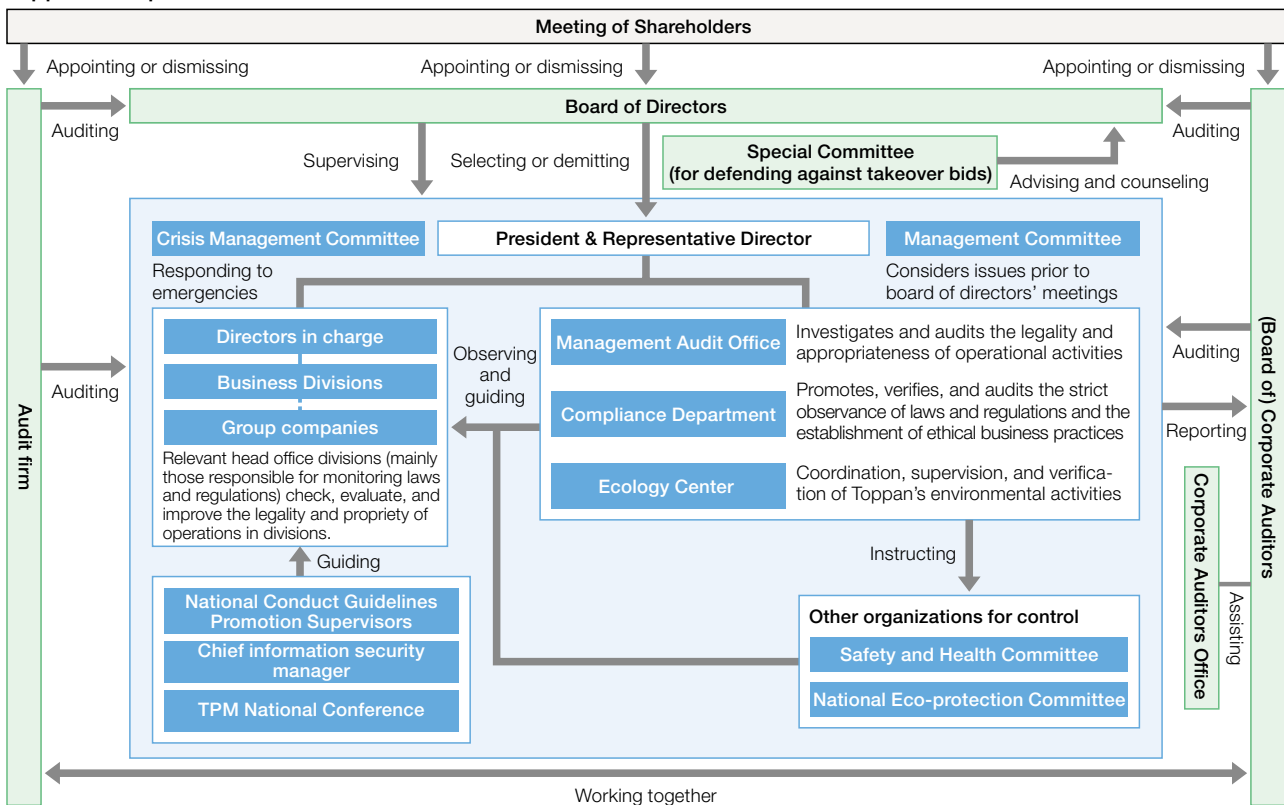 Meeting of Shareholders
Appointing or dismissing
Appointing or dismissing
Appointing or dismissing
Board of Directors
Auditing
Auditing
Supervising
Selecting or demitting
Special Committee
(for defending against takeover bids)
Advising and counseling
Crisis Management Committee
President & Representative Director
Management Committee
Responding to
emergencies
Considers issues prior to
board of directors’ meetings
Directors in charge
Business Divisions
Group companies
Relevant head office divisions (mainly
those responsible for monitoring laws
and regulations) check, evaluate, and
improve the legality and propriety of
operations in divisions.
Observing
and
guiding
Management Audit Office
Investigates and audits the legality and
appropriateness of operational activities
Compliance Department
Promotes, verifies, and audits the strict
observance of laws and regulations and the
establishment of ethical business practices
Ecology Center
Coordination, supervision, and verifica-
tion of Toppan’s environmental activities
Auditing
Auditing
Reporting
Audit firm
(Board of) Corporate Auditors
Corporate Auditors Office
Assisting
Guiding
Instructing
National Conduct Guidelines
Promotion Supervisors
Chief information security
manager
TPM National Conference
Other organizations for control
Safety and Health Committee
National Eco-protection Committee
Working together